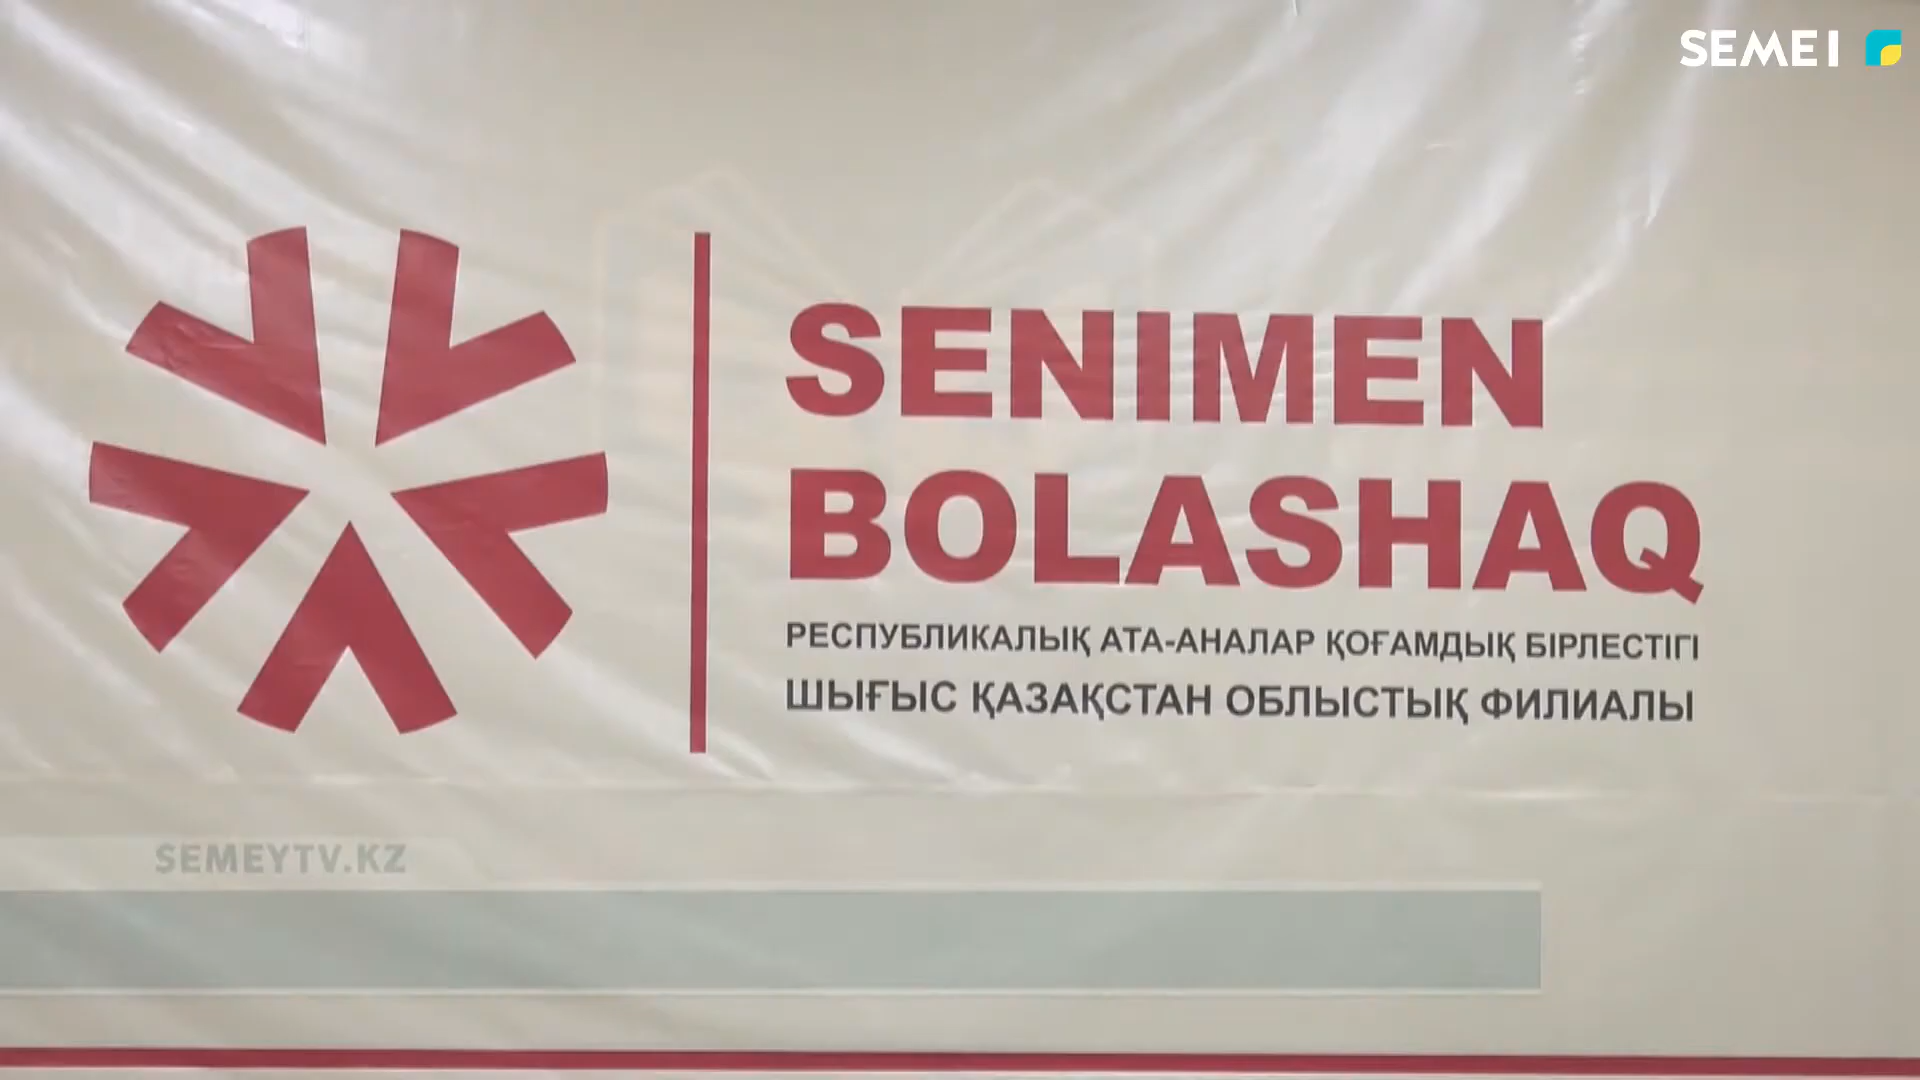 SEMEI
SENIMEN
BOLASHAQ
РЕСПУБЛИКАЛЫҚ АТА-АНАЛАР ҚОҒАМДЫҚ БІРЛЕСТІГІ
ШЫҒЫС ҚАЗАҚСТАН ОБЛЫСТЫҚ ФИЛИАЛЫ
SEMEYTV.KZ